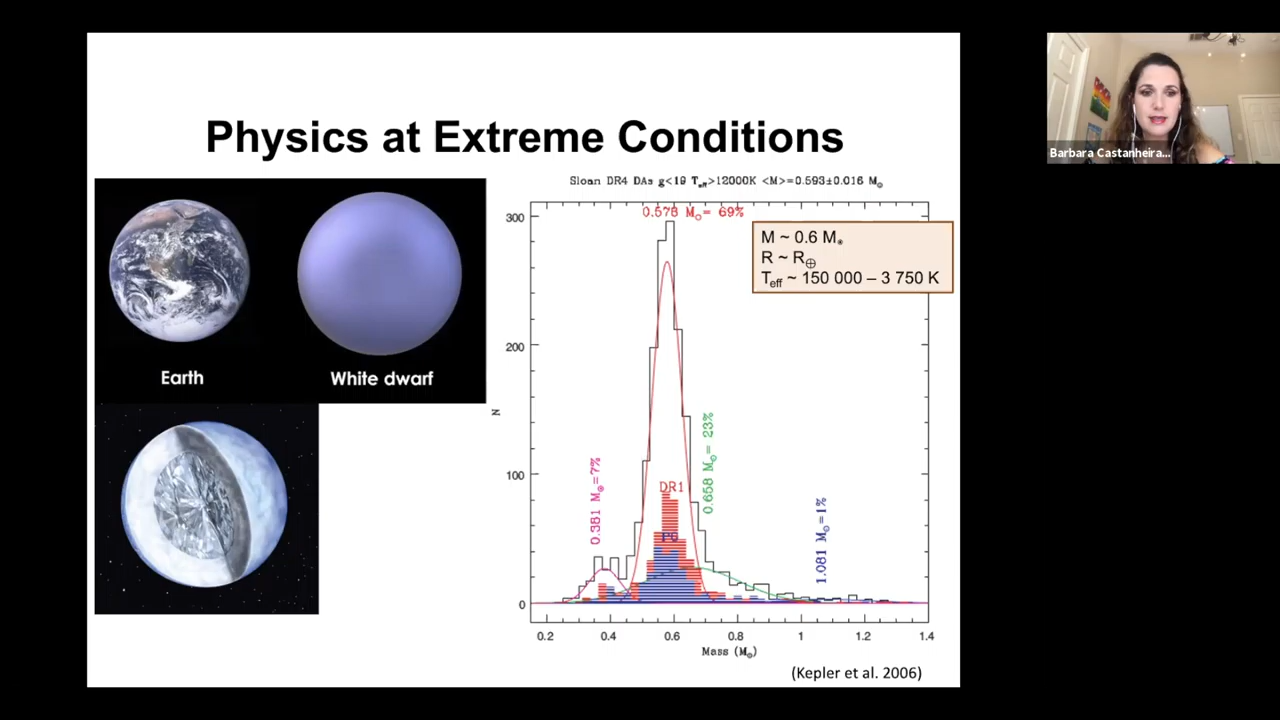 Physics at Extreme Conditions
Earth
White dwarf
Sloan DR4 DAs g<19 T_eff>12000K <M>=0.593±0.016 M⊙
0.578 M⊙= 69%
M ~ 0.6 M*
R ~ R⊕
Teff ~ 150 000 – 3 750 K
0.381 M⊙=7%
0.658 M⊙= 23%
1.081 M⊙=1%
DR1
N
300
200
100
0
0.2
0.4
0.6
0.8
1
1.2
1.4
Mass (M⊙)
(Kepler et al. 2006)
Barbara Castanheira...